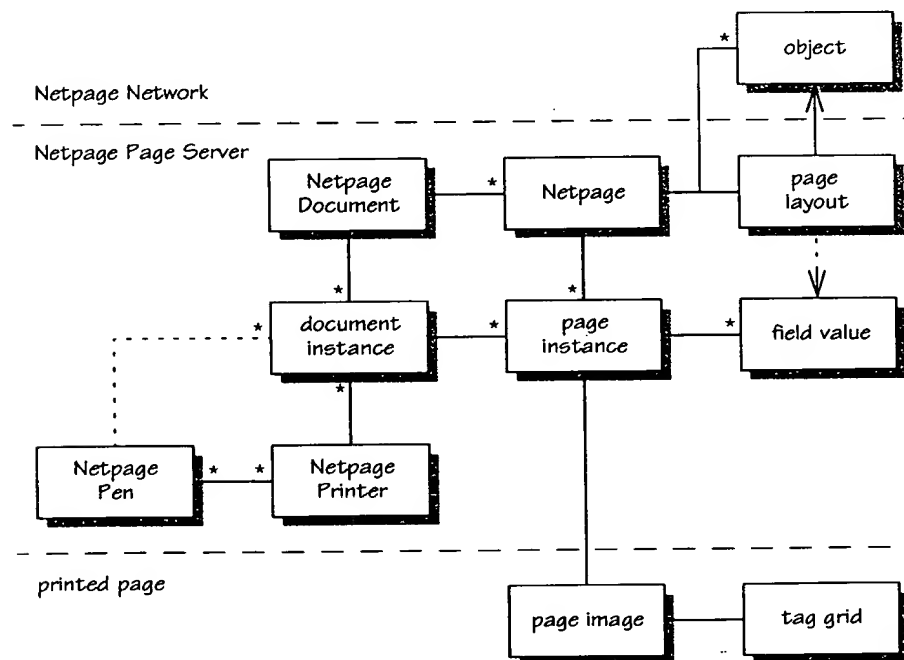 *
object
Netpage Network
Netpage Page Server
Netpage
Document
*
Netpage
page
layout
*
*
*
document
instance
*
page
instance
*
field value
*
Netpage
Pen
*
*
Netpage
Printer
printed page
page image
tag grid